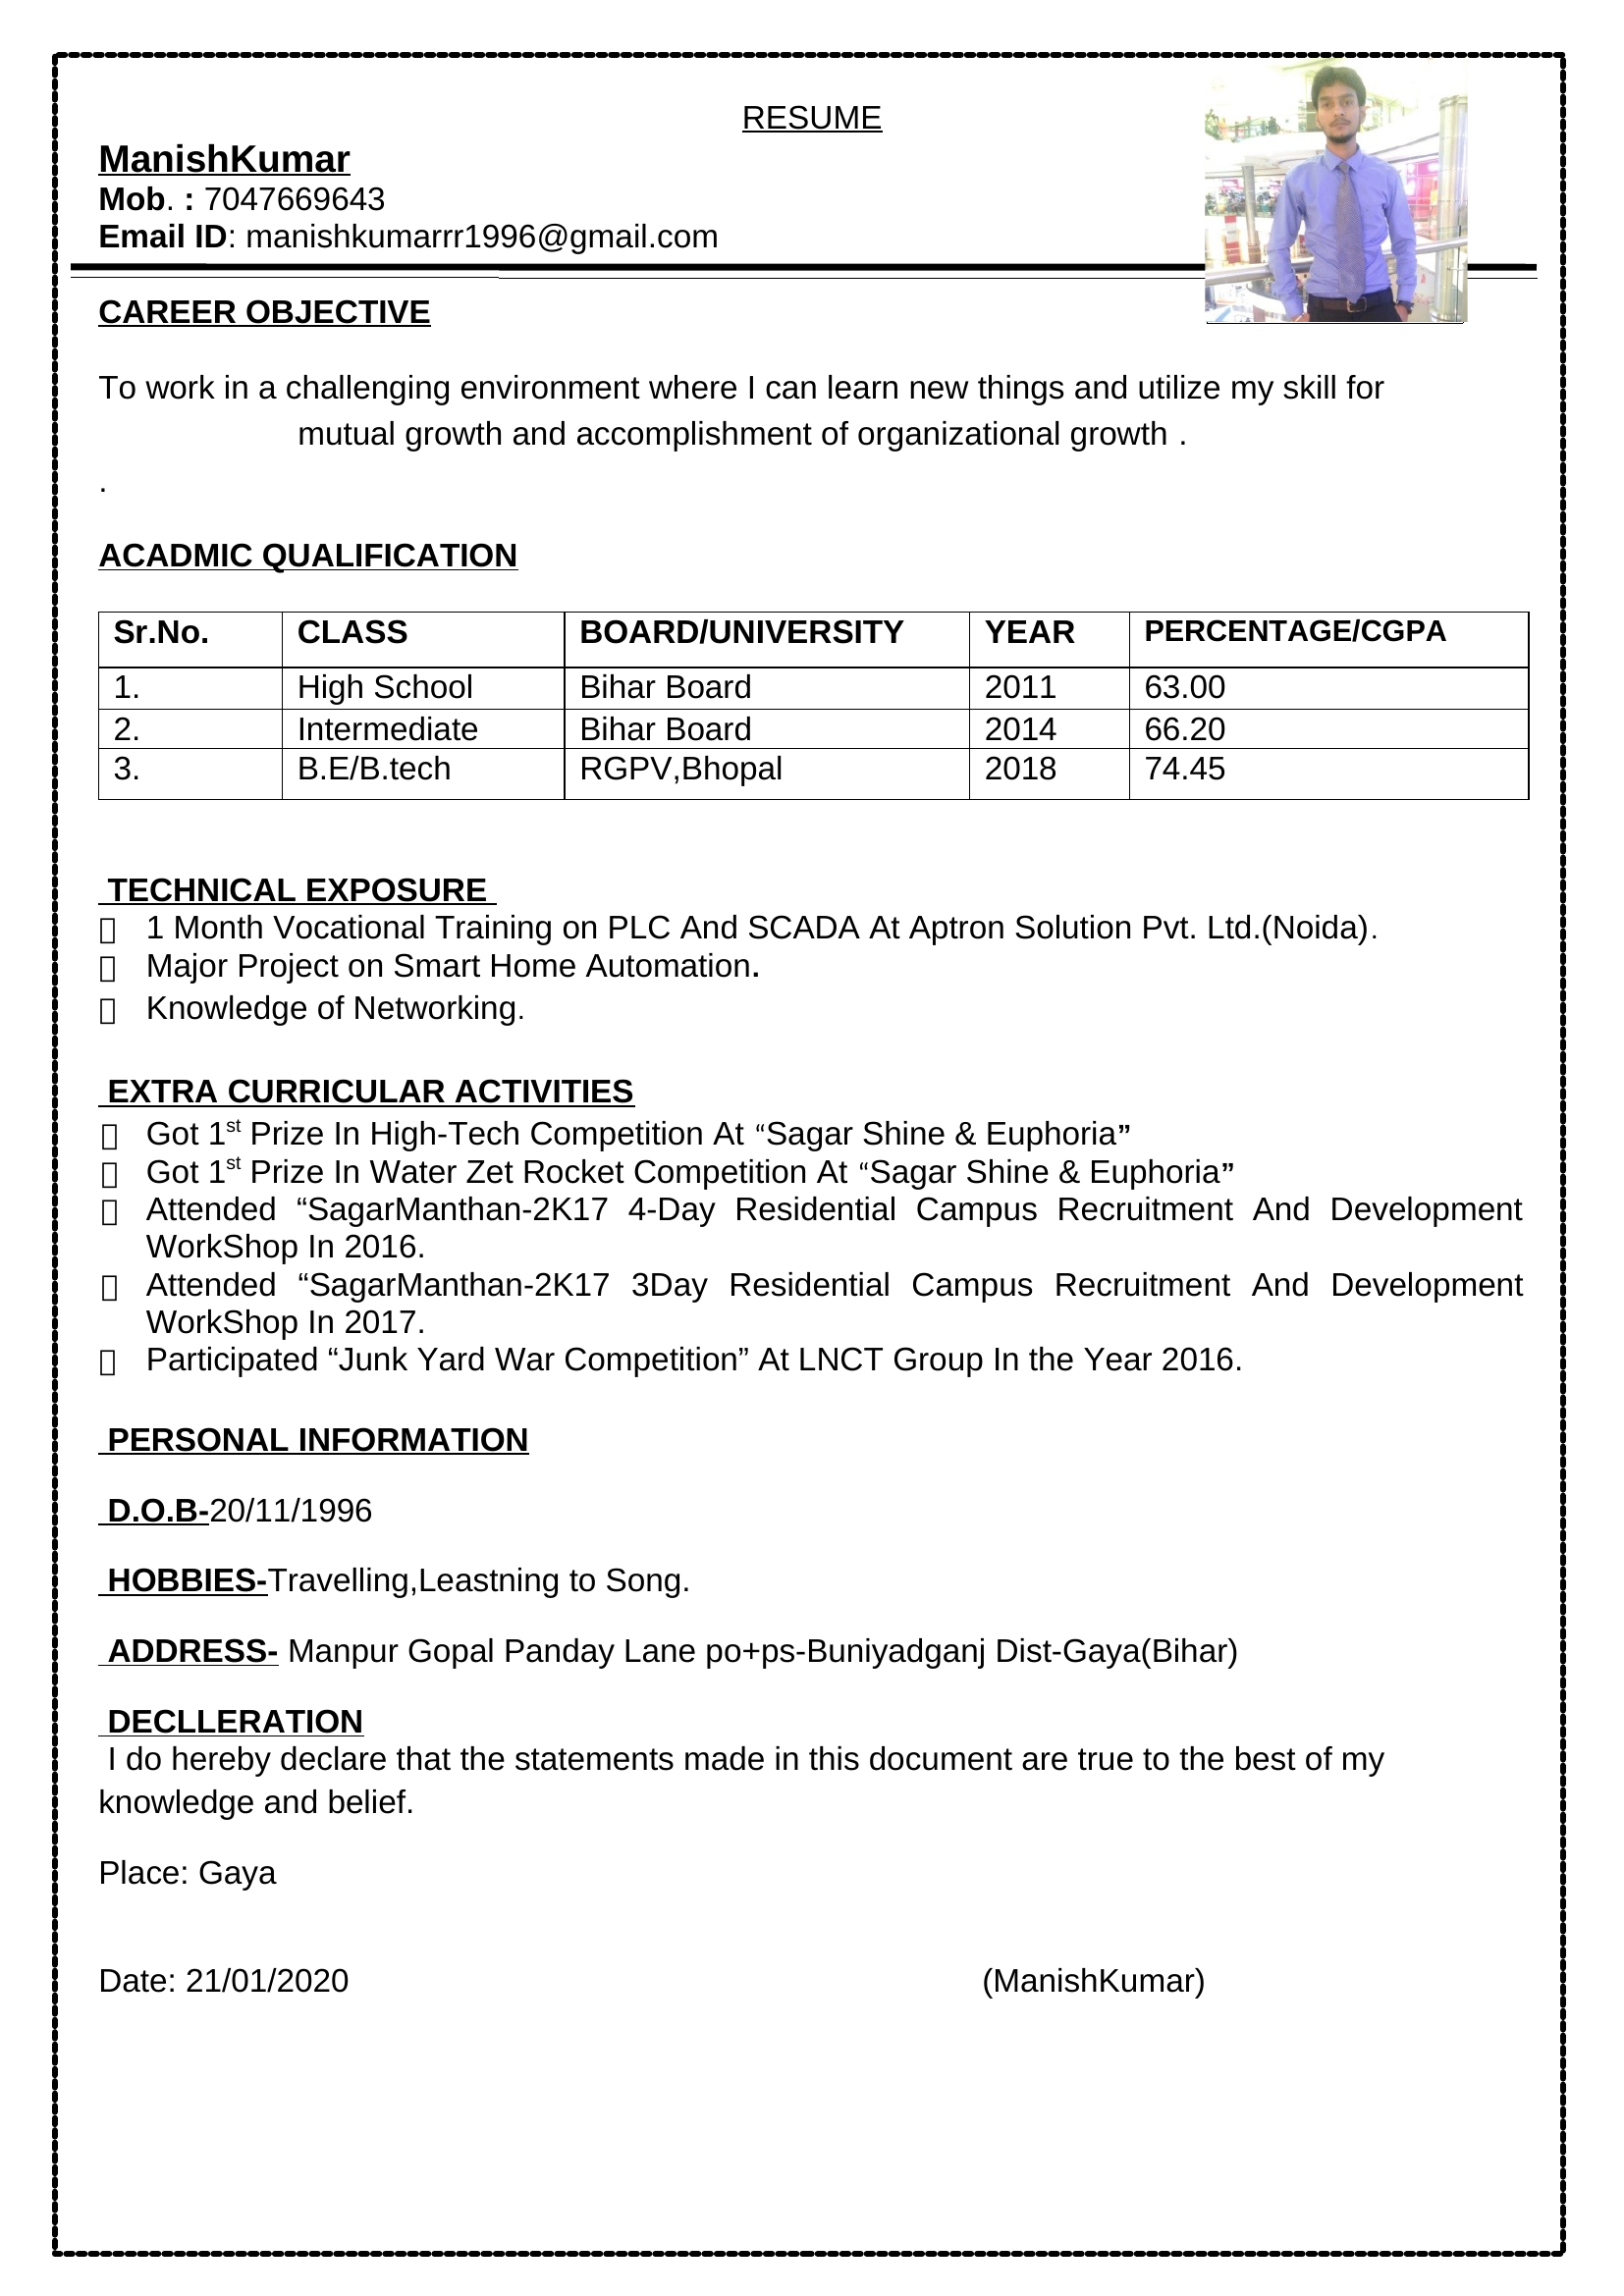 RESUME
ManishKumar
Mob. : 7047669643
Email ID: manishkumarrr1996@gmail.com
CAREER OBJECTIVE
To work in a challenging environment where I can learn new things and utilize my skill for
mutual growth and accomplishment of organizational growth .
.
ACADMIC QUALIFICATION
Sr.No. CLASS BOARD/UNIVERSITY YEAR PERCENTAGE/CGPA
1. High School Bihar Board 2011 63.00
2. Intermediate Bihar Board 2014 66.20
3. B.E/B.tech RGPV,Bhopal 2018 74.45
TECHNICAL EXPOSURE
1 Month Vocational Training on PLC And SCADA At Aptron Solution Pvt. Ltd.(Noida).
Major Project on Smart Home Automation.
Knowledge of Networking.
EXTRA CURRICULAR ACTIVITIES
Got 1st Prize In High-Tech Competition At “Sagar Shine & Euphoria”
Got 1st Prize In Water Zet Rocket Competition At “Sagar Shine & Euphoria”
Attended “SagarManthan-2K17 4-Day Residential Campus Recruitment And Development
WorkShop In 2016.
Attended “SagarManthan-2K17 3Day Residential Campus Recruitment And Development
WorkShop In 2017.
Participated “Junk Yard War Competition” At LNCT Group In the Year 2016.
PERSONAL INFORMATION
D.O.B-20/11/1996
HOBBIES-Travelling,Leastning to Song.
ADDRESS- Manpur Gopal Panday Lane po+ps-Buniyadganj Dist-Gaya(Bihar)
DECLLERATION
I do hereby declare that the statements made in this document are true to the best of my
knowledge and belief.
Place: Gaya
Date: 21/01/2020 (ManishKumar)